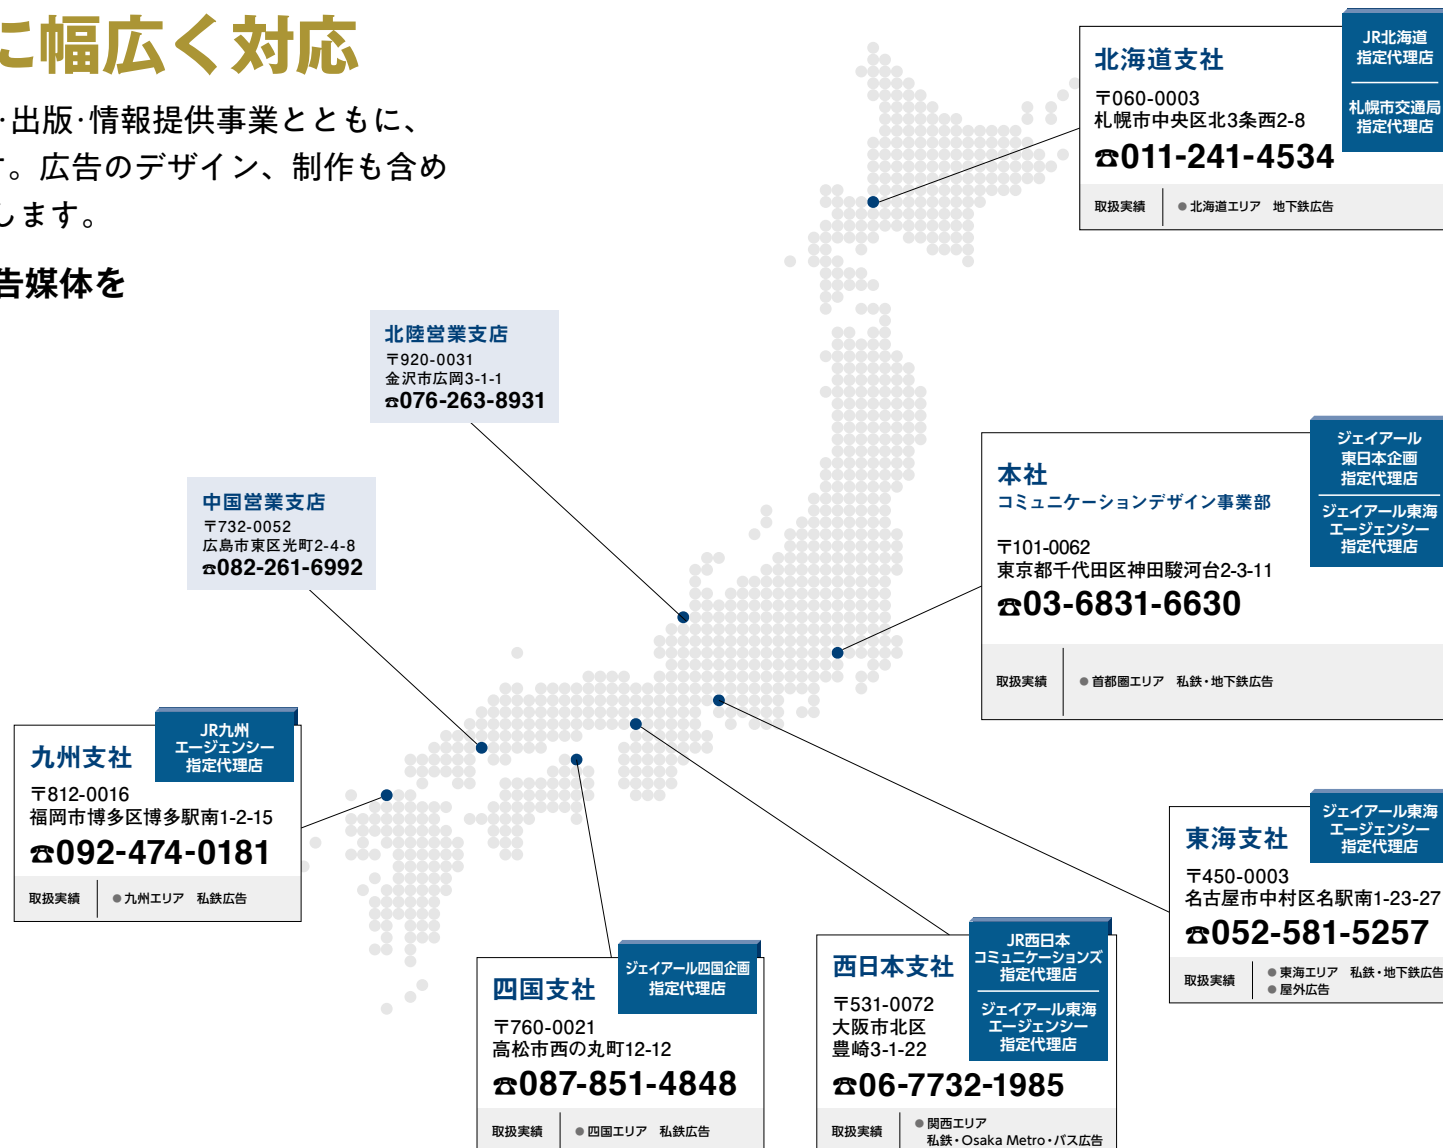 に幅広く対応
・出版・情報提供事業とともに、
す。広告のデザイン、制作も含め
します。
告媒体を
北海道支社
〒060-0003
札幌市中央区北3条西2-8
☎011-241-4534
取扱実績
●北海道エリア 地下鉄広告
JR北海道
指定代理店
札幌市交通局
指定代理店
北陸営業支店
〒920-0031
金沢市広岡3-1-1
☎076-263-8931
中国営業支店
〒732-0052
広島市東区光町2-4-8
☎082-261-6992
本社
コミュニケーションデザイン事業部
〒101-0062
東京都千代田区神田駿河台2-3-11
☎03-6831-6630
取扱実績
●首都圏エリア 私鉄・地下鉄広告
ジェイアール
東日本企画
指定代理店
ジェイアール東海
エージェンシー
指定代理店
九州支社
〒812-0016
福岡市博多区博多駅南1-2-15
☎092-474-0181
取扱実績
●九州エリア 私鉄広告
JR九州
エージェンシー
指定代理店
東海支社
〒450-0003
名古屋市中村区名駅南1-23-27
☎052-581-5257
取扱実績
●東海エリア 私鉄・地下鉄広告
●屋外広告
ジェイアール東海
エージェンシー
指定代理店
四国支社
〒760-0021
高松市西の丸町12-12
☎087-851-4848
取扱実績
●四国エリア 私鉄広告
ジェイアール四国企画
指定代理店
西日本支社
〒531-0072
大阪市北区
豊崎3-1-22
☎06-7732-1985
取扱実績
●関西エリア
私鉄・Osaka Metro・バス広告
JR西日本
コミュニケーションズ
指定代理店
ジェイアール東海
エージェンシー
指定代理店